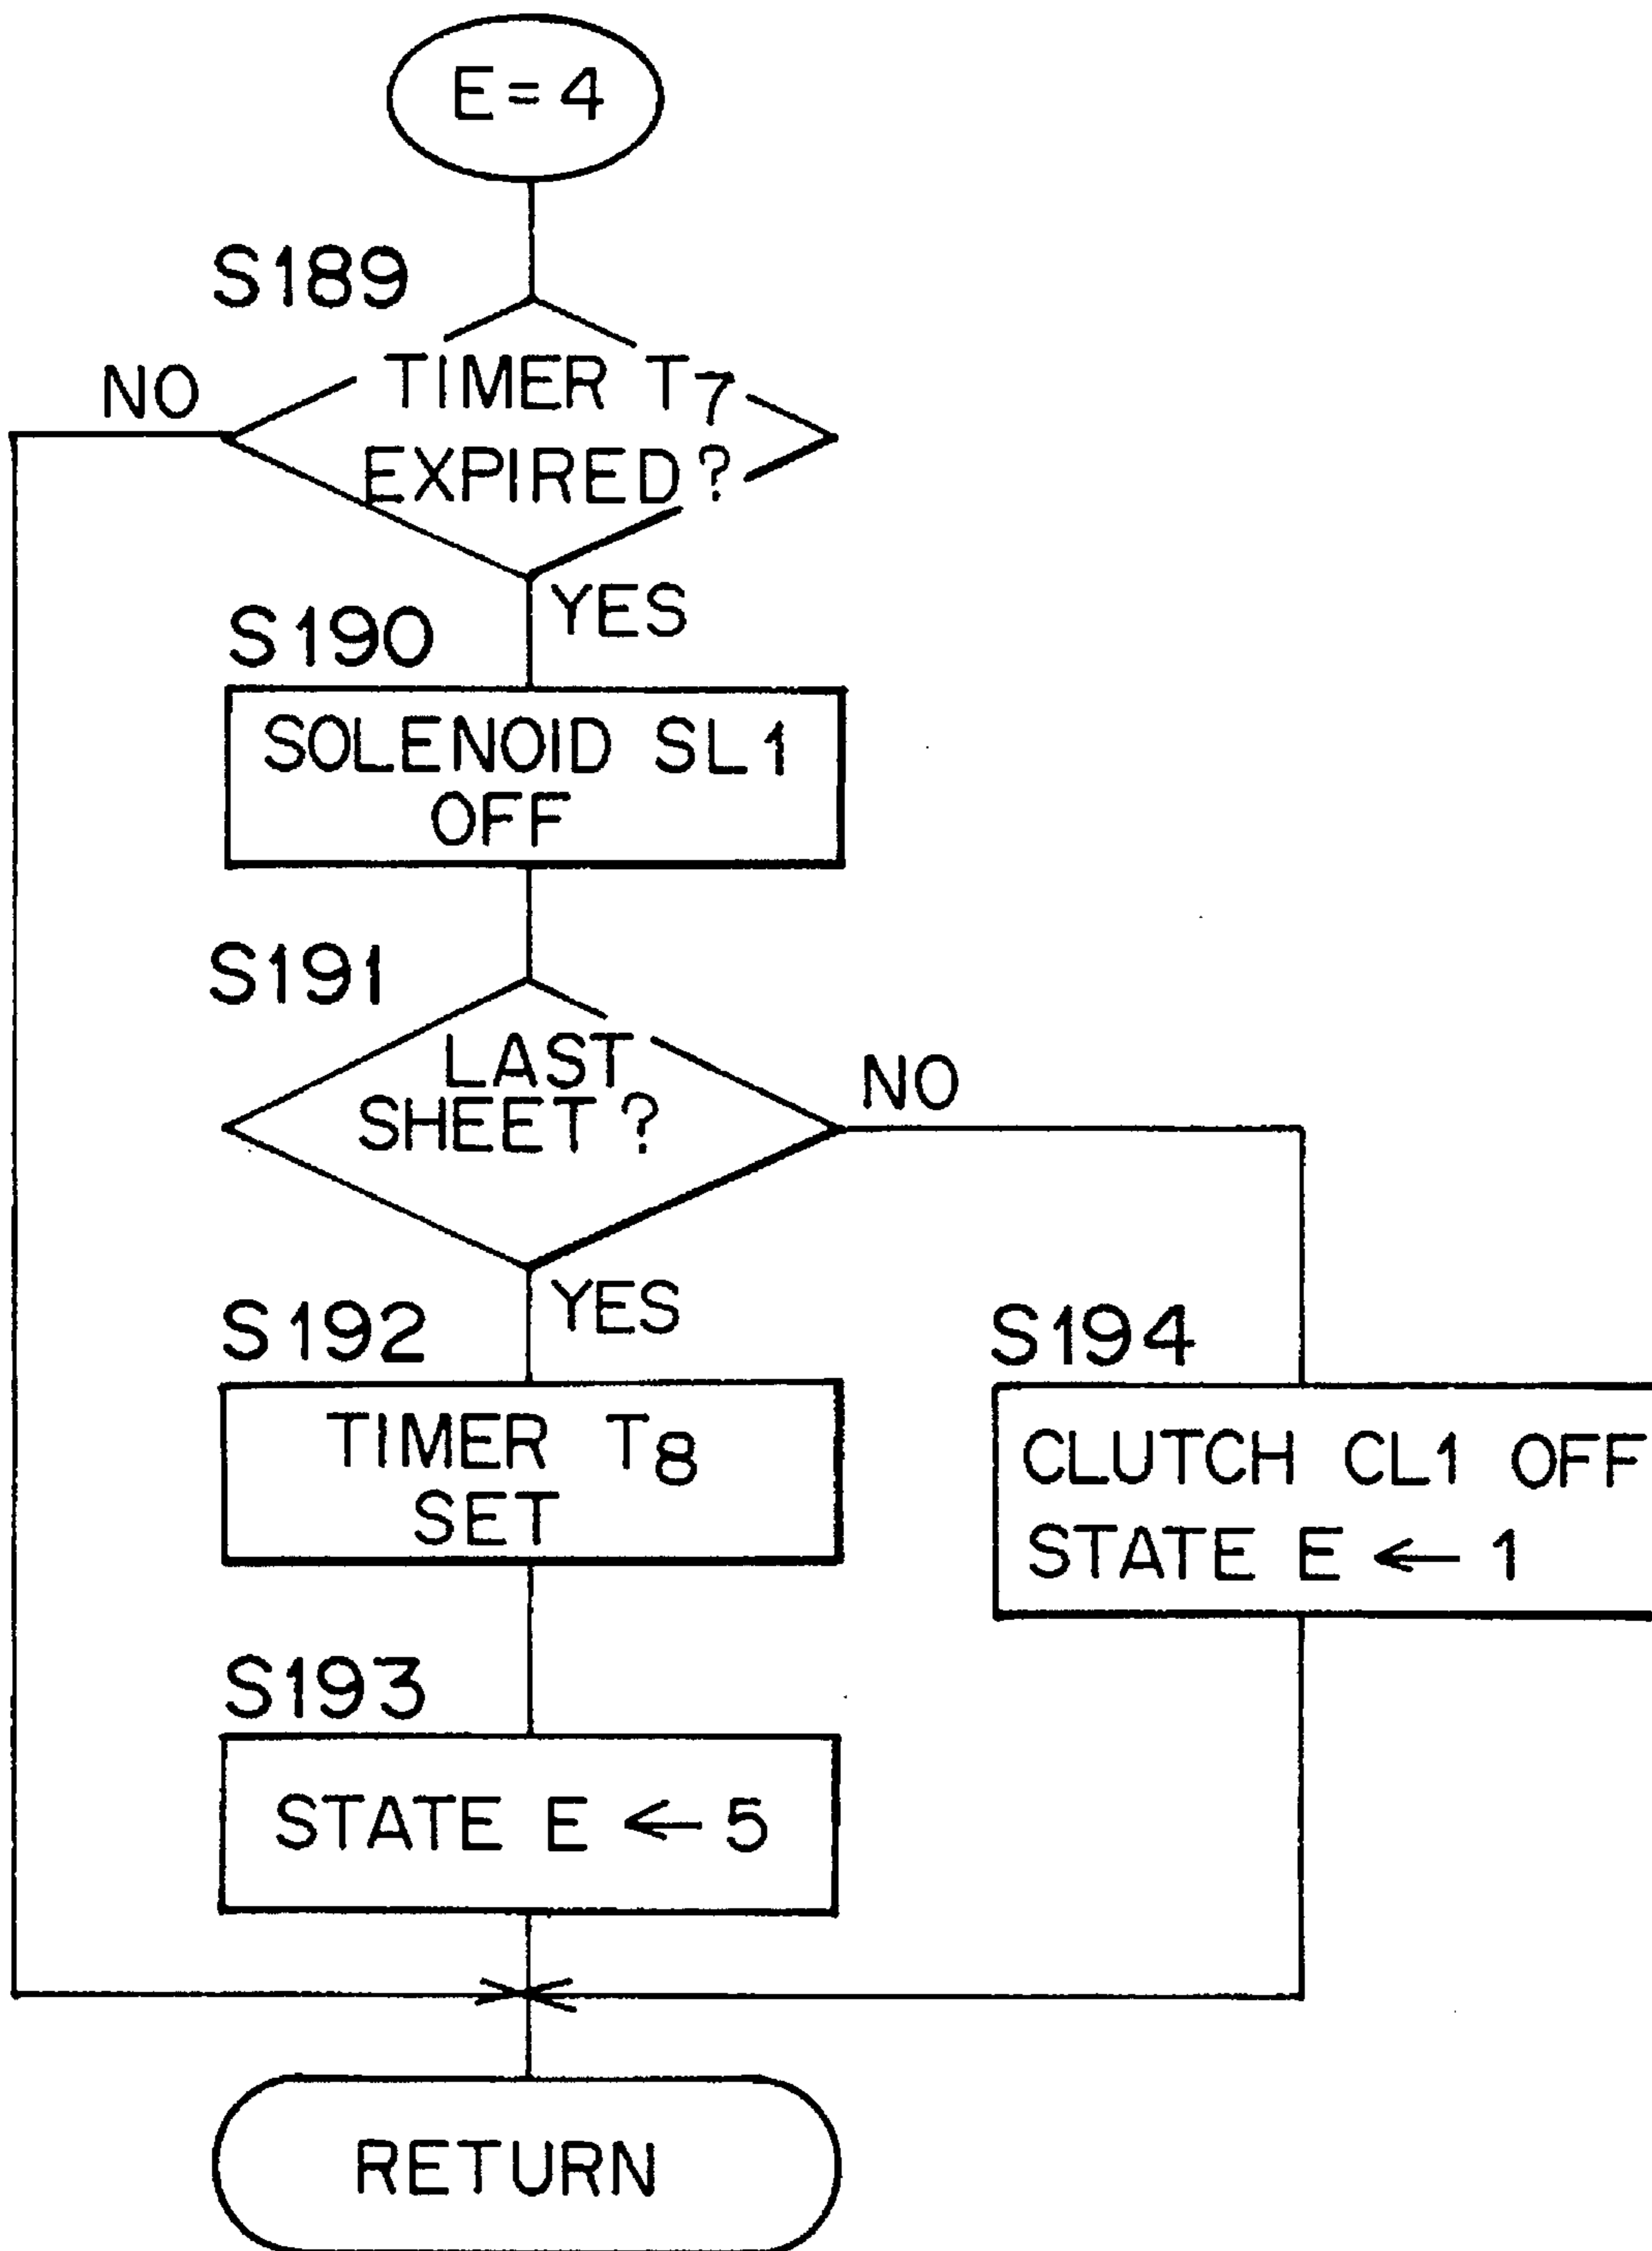 E=4
S189
NO
TIMER T7
EXPIRED?
YES
S190
SOLENOID SL1
OFF
S191
LAST
SHEET?
NO
YES
S192
TIMER T8
SET
S194
CLUTCH CL1 OFF
STATE E ← 1
S193
STATE E ← 5
RETURN